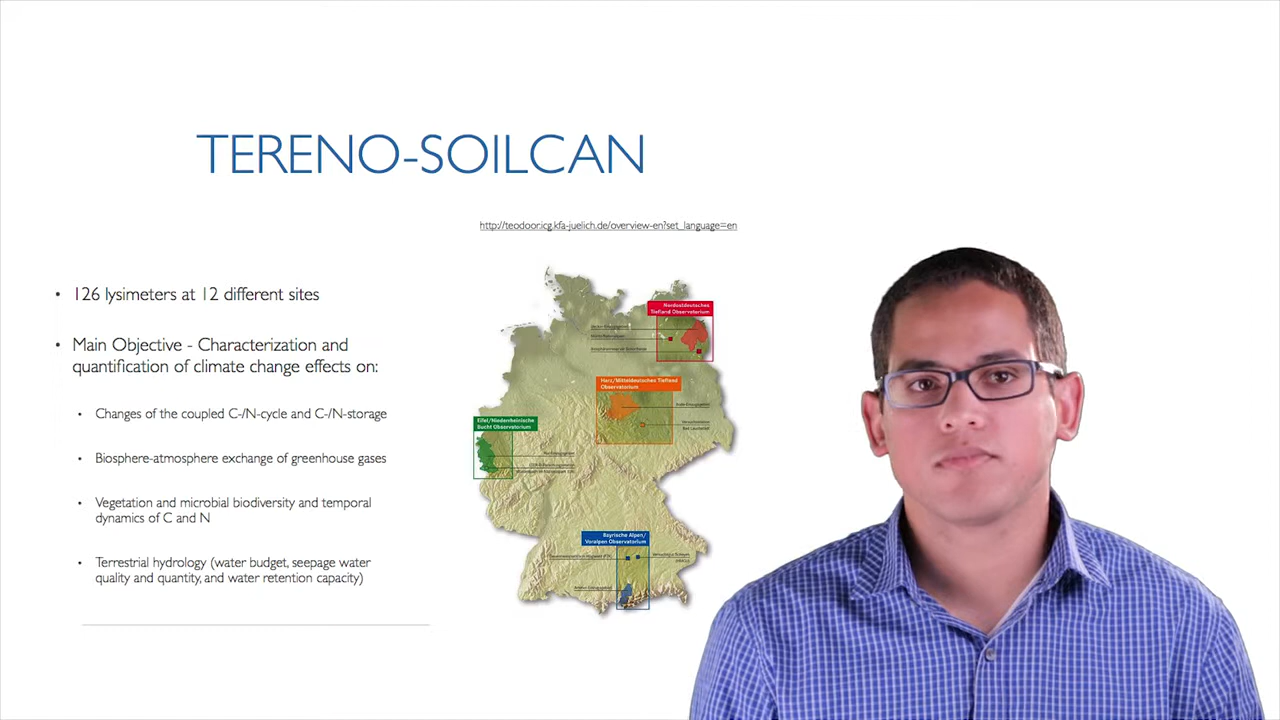 TERENO-SOILCAN
http://teodoor.icg.kfa-juelich.de/overview-en?set_language=en
• 126 lysimeters at 12 different sites
• Main Objective - Characterization and
quantification of climate change effects on:
• Changes of the coupled C-/N-cycle and C-/N-storage
• Biosphere-atmosphere exchange of greenhouse gases
• Vegetation and microbial biodiversity and temporal
dynamics of C and N
• Terrestrial hydrology (water budget, seepage water
quality and quantity, and water retention capacity)
Nordostdeutsches
Tiefland Observatorium
Harz/Mitteldeutsches Tiefland
Observatorium
Eifel/Niederrheinische
Bucht Observatorium
Bayrische Alpen/
Voralpen Observatorium